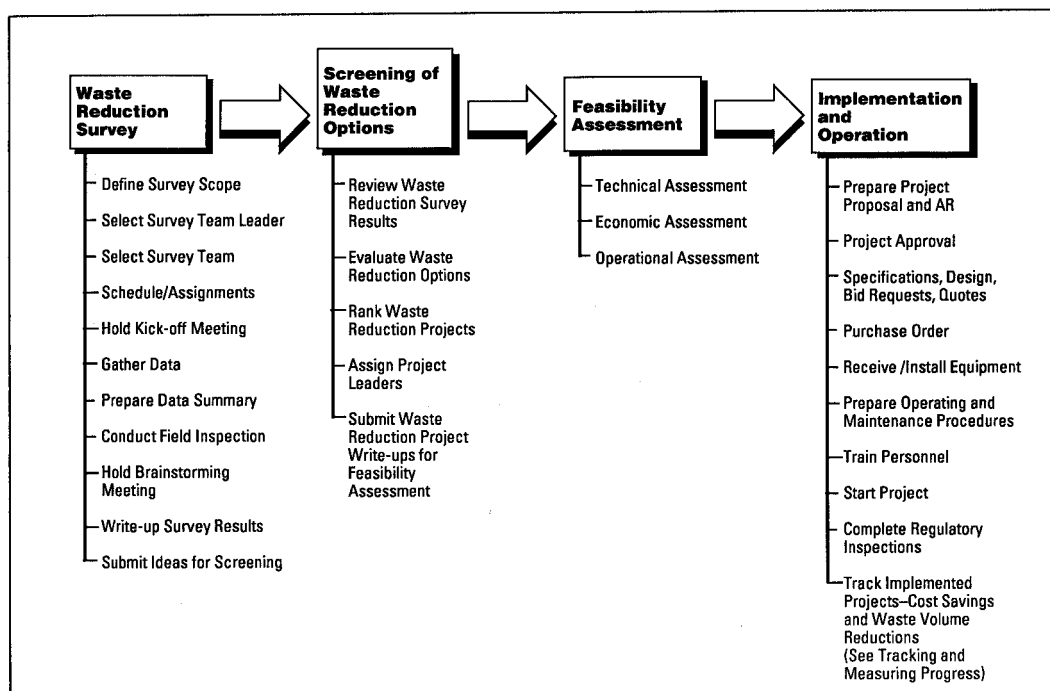 Waste
Reduction
Survey
Define Survey Scope
Select Survey Team Leader
Select Survey Team
Schedule/Assignments
Hold Kick-off Meeting
Gather Data
Prepare Data Summary
Conduct Field Inspection
Hold Brainstorming
Meeting
Write-up Survey Results
Submit Ideas for Screening
Screening of
Waste
Reduction
Options
Review Waste
Reduction Survey
Results
Evaluate Waste
Reduction Options
Rank Waste
Reduction Projects
Assign Project
Leaders
Submit Waste
Reduction Project
Write-ups for
Feasibility
Assessment
Feasibility
Assessment
Technical Assessment
Economic Assessment
Operational Assessment
Implementation
and
Operation
Prepare Project
Proposal and AR
Project Approval
Specifications, Design,
Bid Requests, Quotes
Purchase Order
Receive /Install Equipment
Prepare Operating and
Maintenance Procedures
Train Personnel
Start Project
Complete Regulatory
Inspections
Track Implemented
Projects–Cost Savings
and Waste Volume
Reductions
(See Tracking and
Measuring Progress)